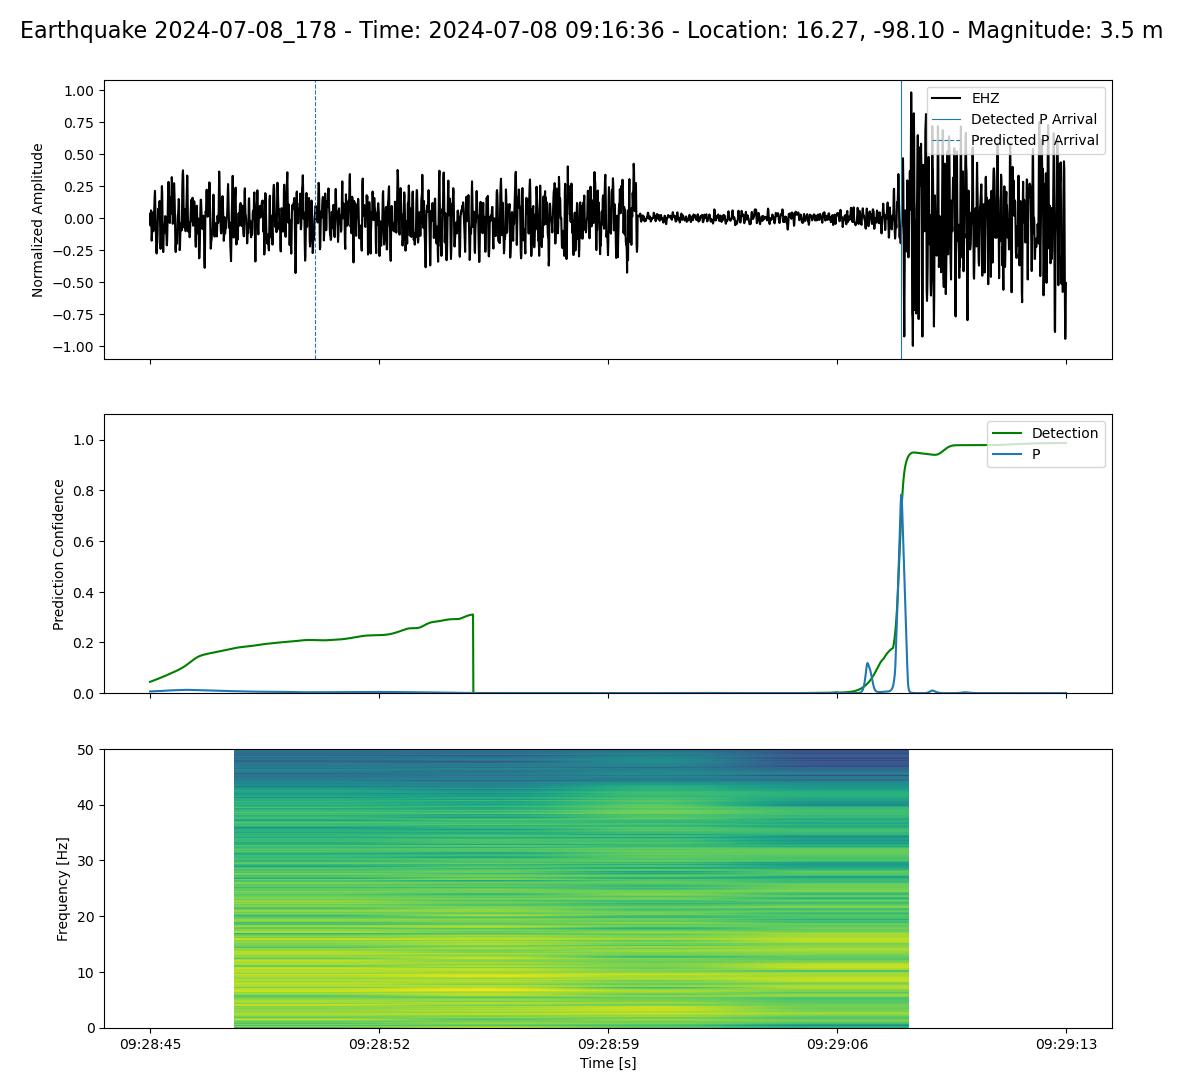 Earthquake 2024-07-08_178 - Time: 2024-07-08 09:16:36 - Location: 16.27, -98.10 - Magnitude: 3.5 m
Normalized Amplitude
1.00
0.75
0.50
0.25
0.00
−0.25
−0.50
−0.75
−1.00
EHZ
Detected P Arrival
Predicted P Arrival
Prediction Confidence
1.0
0.8
0.6
0.4
0.2
0.0
Detection
P
Frequency [Hz]
50
40
30
20
10
0
09:28:45 09:28:52 09:28:59 09:29:06 09:29:13
Time [s]